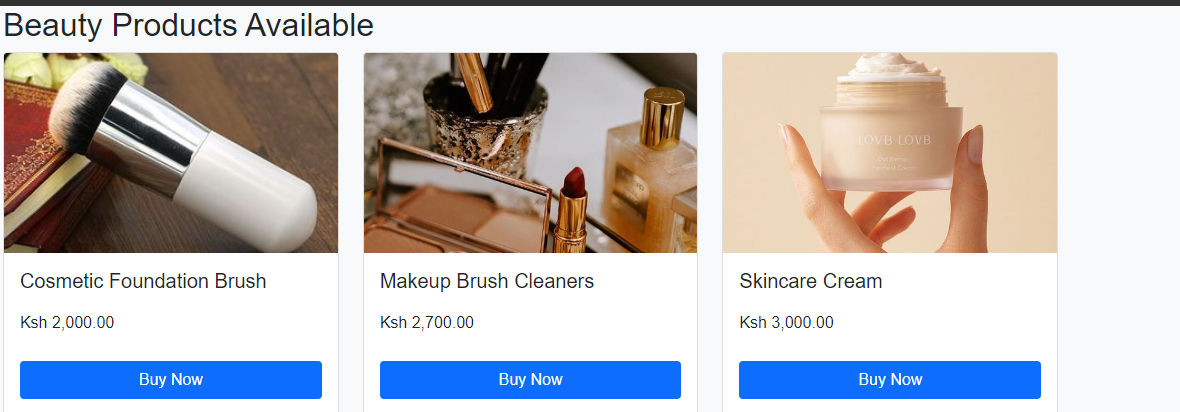 Beauty Products Available
LOVB LOVB
Cosmetic Foundation Brush
Makeup Brush Cleaners
Skincare Cream
Ksh 2,000.00
Ksh 2,700.00
Ksh 3,000.00
Buy Now
Buy Now
Buy Now